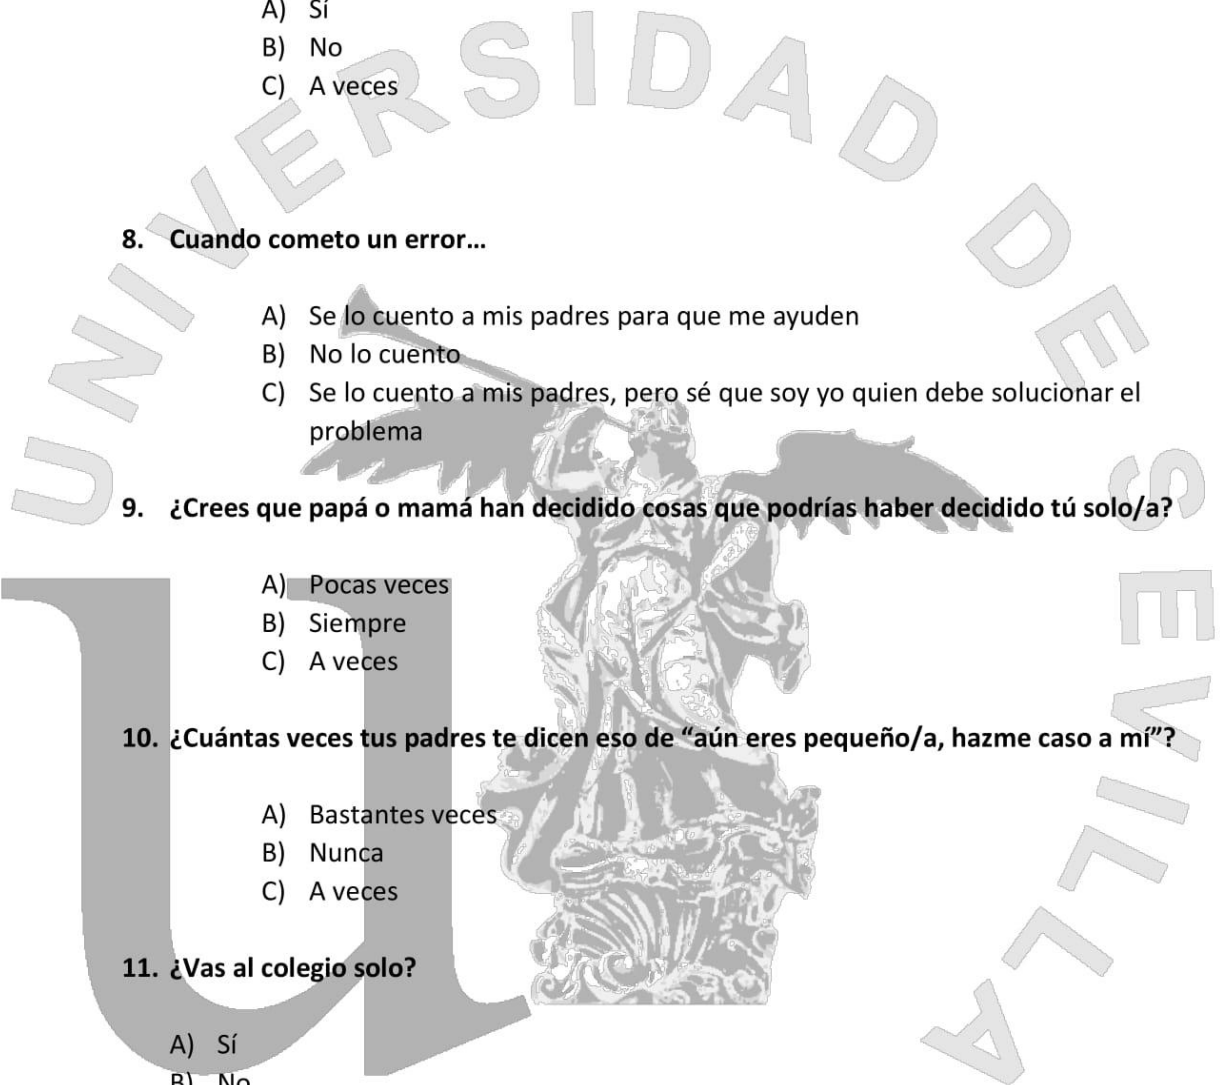 A) Sí
B) No
C) A veces
8. Cuando cometo un error...
A) Se lo cuento a mis padres para que me ayuden
B) No lo cuento
C) Se lo cuento a mis padres, pero sé que soy yo quien debe solucionar el
problema
9. ¿Crees que papá o mamá han decidido cosas que podrías haber decidido tú solo/a?
A) Pocas veces
B) Siempre
C) A veces
10. ¿Cuántas veces tus padres te dicen eso de “aún eres pequeño/a, hazme caso a mí”?
A) Bastantes veces
B) Nunca
C) A veces
11. ¿Vas al colegio solo?
A) Sí
B) No
UNIVERSIDAD DE SEVILLA
u